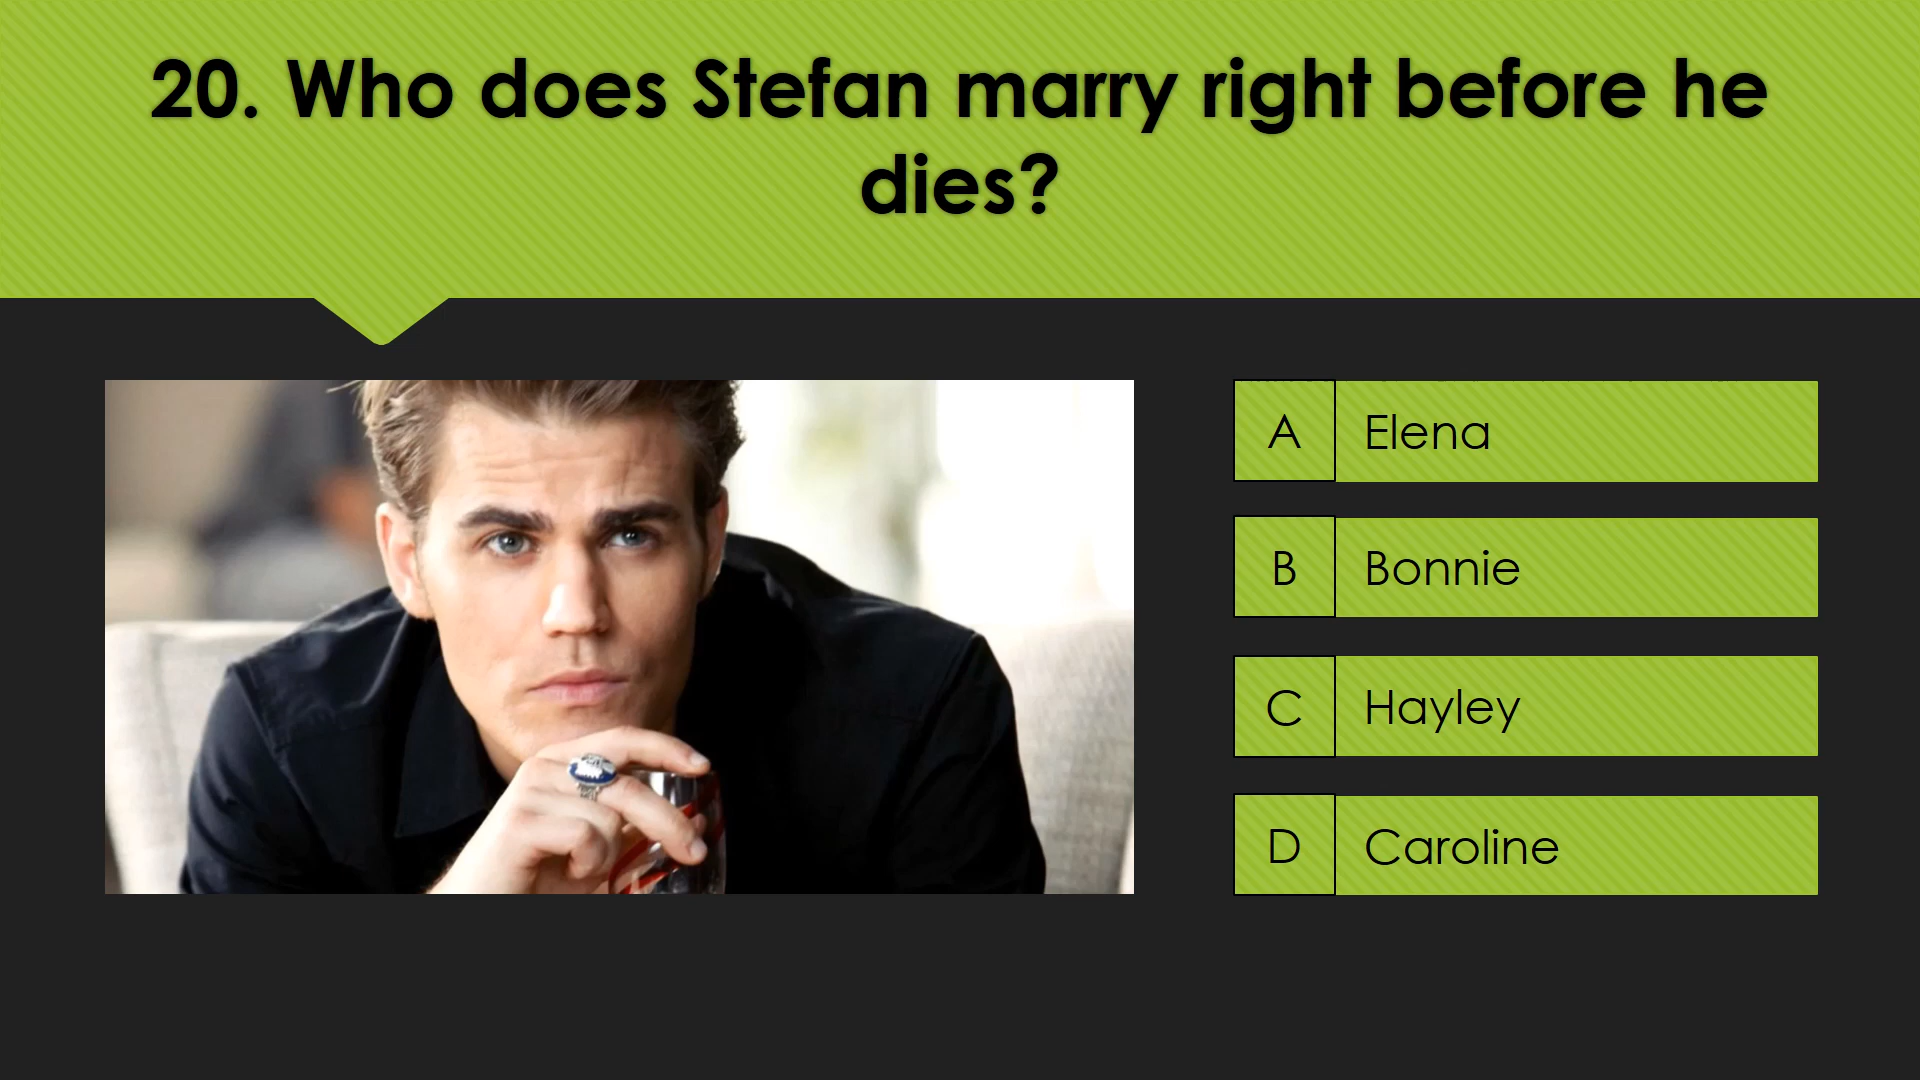 20. Who does Stefan marry right before he
dies?
A Elena
B Bonnie
C Hayley
D Caroline